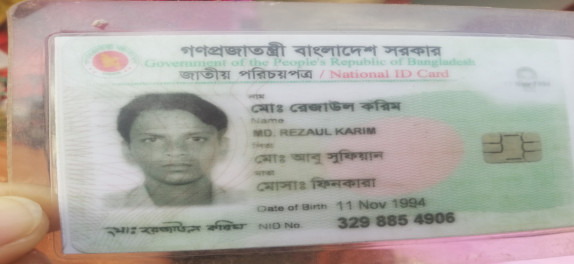 গণপ্রজাতন্ত্রী বাংলাদেশ সরকার
Government of the People's Republic of Bangladesh
জাতীয় পরিচয়পত্র / National ID Card
নাম
মোঃ রেজাউল করিম
Name
MD. REZAUL KARIM
পিতা
মোঃ আবু সুফিয়ান
মাতা
মোসাঃ ফিনকারা
Date of Birth 11 Nov 1994
মোঃ রেজাউল করিম NID No. 329 885 4906